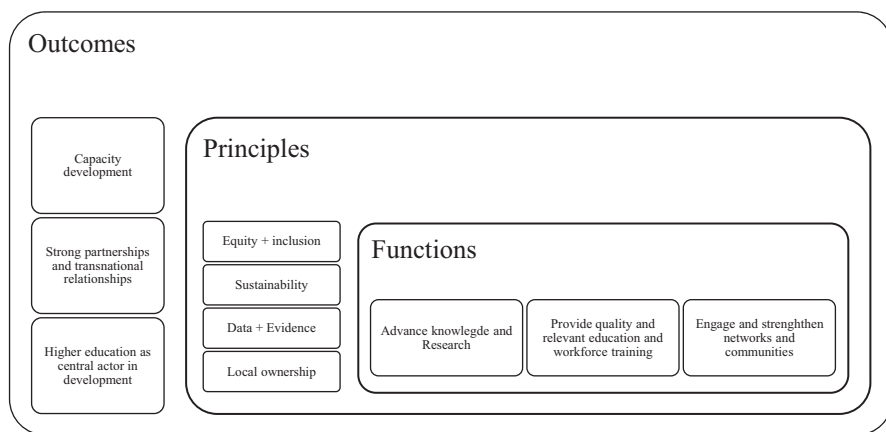 Outcomes
Capacity
development
Strong partnerships
and transnational
relationships
Higher education as
central actor in
development
Principles
Equity + inclusion
Sustainability
Data + Evidence
Local ownership
Functions
Advance knowlegde and
Research
Provide quality and
relevant education and
workforce training
Engage and strenghthen
networks and
communities